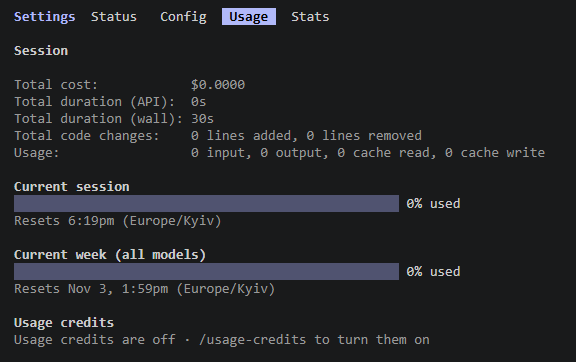 Settings Status Config Usage Stats
Session
Total cost: $0.0000
Total duration (API): 0s
Total duration (wall): 30s
Total code changes: 0 lines added, 0 lines removed
Usage: 0 input, 0 output, 0 cache read, 0 cache write
Current session
0% used
Resets 6:19pm (Europe/Kyiv)
Current week (all models)
0% used
Resets Nov 3, 1:59pm (Europe/Kyiv)
Usage credits
Usage credits are off · /usage-credits to turn them on